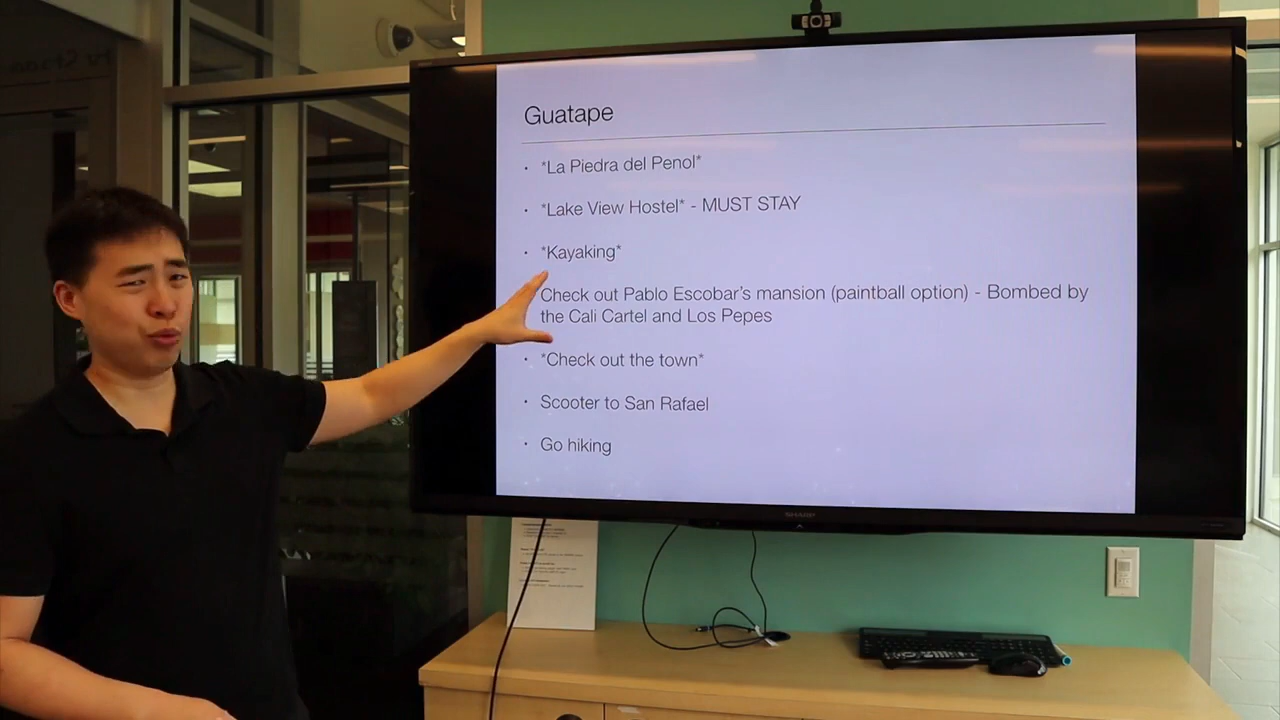 Guatape
• *La Piedra del Penol*
• *Lake View Hostel* - MUST STAY
• *Kayaking*
Check out Pablo Escobar's mansion (paintball option) - Bombed by
the Cali Cartel and Los Pepes
• *Check out the town*
• Scooter to San Rafael
• Go hiking
SHARP